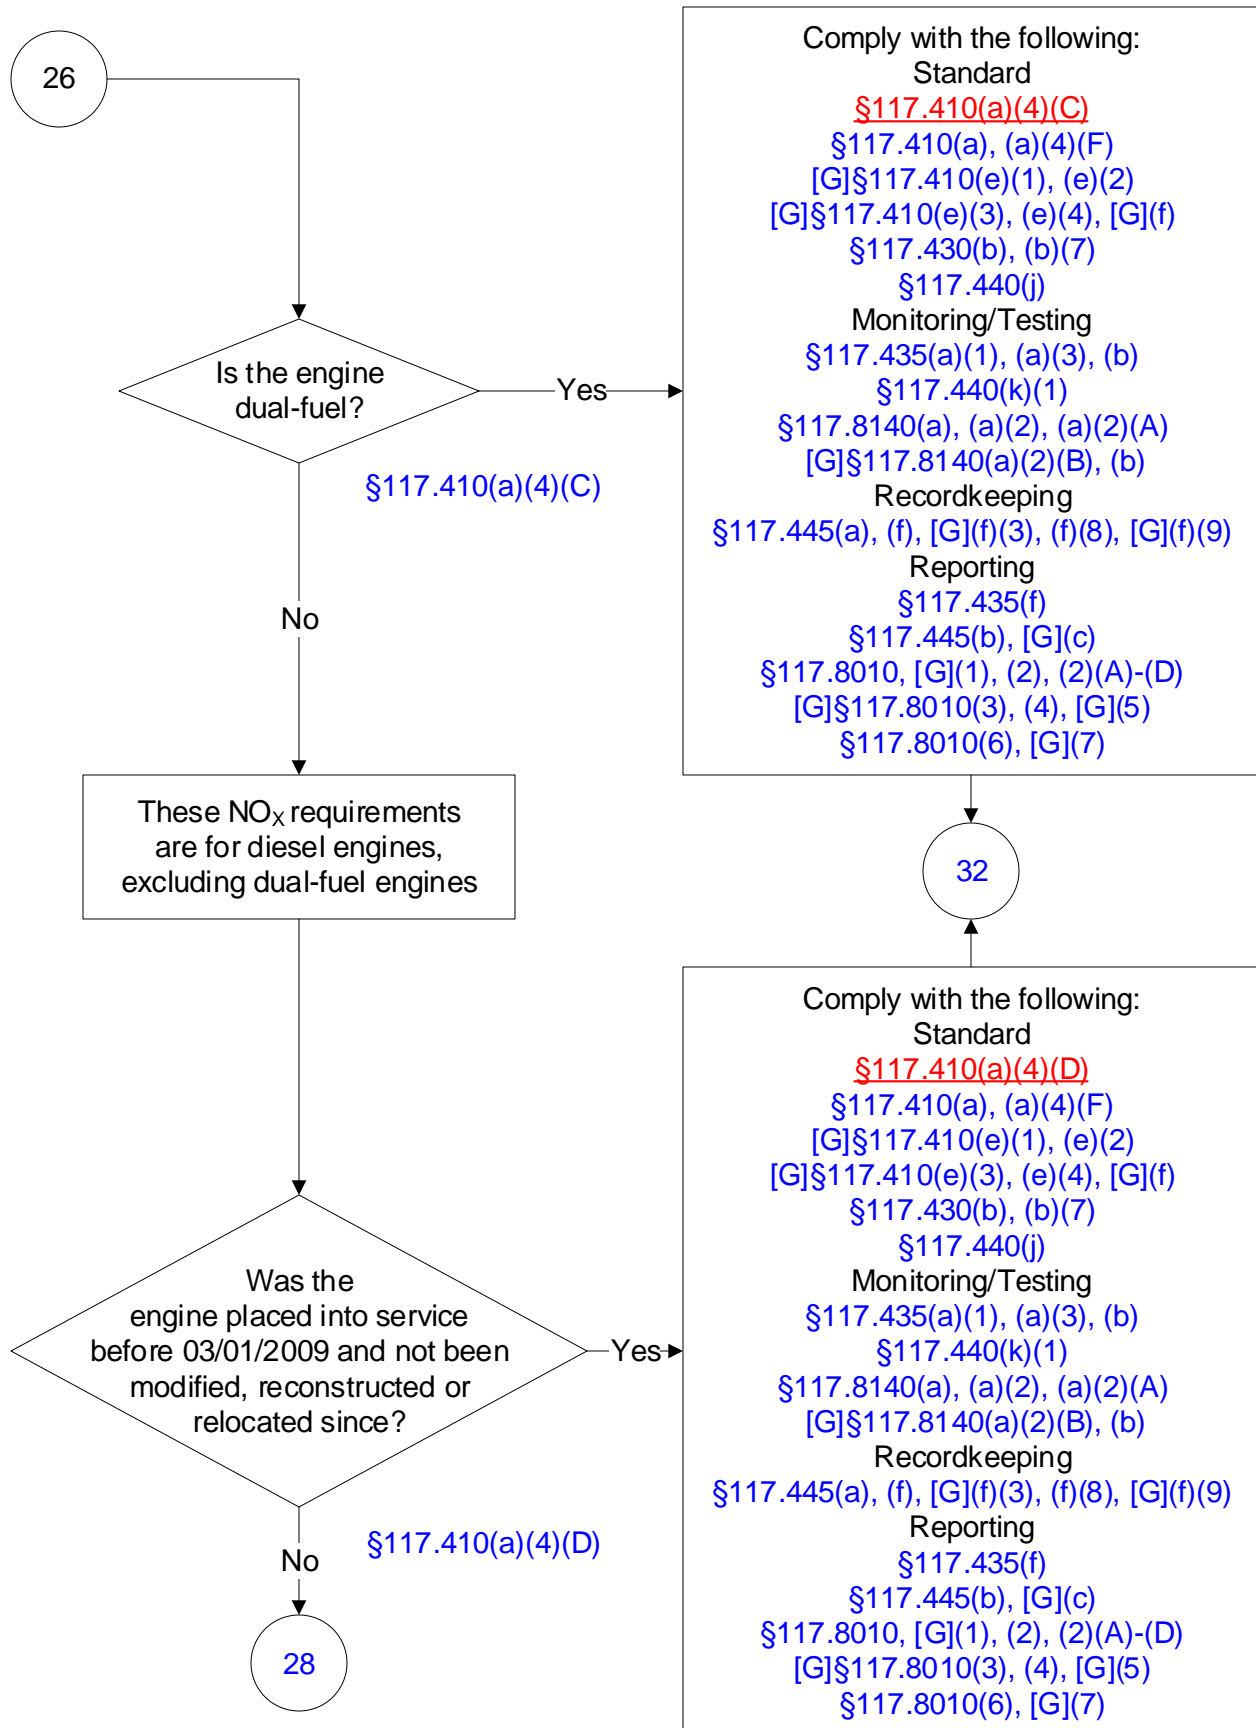 26
Is the engine
dual-fuel?
Yes
§117.410(a)(4)(C)
No
Comply with the following:
Standard
§117.410(a)(4)(C)
§117.410(a), (a)(4)(F)
[G]§117.410(e)(1), (e)(2)
[G]§117.410(e)(3), (e)(4), [G](f)
§117.430(b), (b)(7)
§117.440(j)
Monitoring/Testing
§117.435(a)(1), (a)(3), (b)
§117.440(k)(1)
§117.8140(a), (a)(2), (a)(2)(A)
[G]§117.8140(a)(2)(B), (b)
Recordkeeping
§117.445(a), (f), [G](f)(3), (f)(8), [G](f)(9)
Reporting
§117.435(f)
§117.445(b), [G](c)
§117.8010, [G](1), (2), (2)(A)-(D)
[G]§117.8010(3), (4), [G](5)
§117.8010(6), [G](7)
These NOX requirements
are for diesel engines,
excluding dual-fuel engines
32
Was the
engine placed into service
before 03/01/2009 and not been
modified, reconstructed or
relocated since?
Yes
§117.410(a)(4)(D)
No
28
Comply with the following:
Standard
§117.410(a)(4)(D)
§117.410(a), (a)(4)(F)
[G]§117.410(e)(1), (e)(2)
[G]§117.410(e)(3), (e)(4), [G](f)
§117.430(b), (b)(7)
§117.440(j)
Monitoring/Testing
§117.435(a)(1), (a)(3), (b)
§117.440(k)(1)
§117.8140(a), (a)(2), (a)(2)(A)
[G]§117.8140(a)(2)(B), (b)
Recordkeeping
§117.445(a), (f), [G](f)(3), (f)(8), [G](f)(9)
Reporting
§117.435(f)
§117.445(b), [G](c)
§117.8010, [G](1), (2), (2)(A)-(D)
[G]§117.8010(3), (4), [G](5)
§117.8010(6), [G](7)